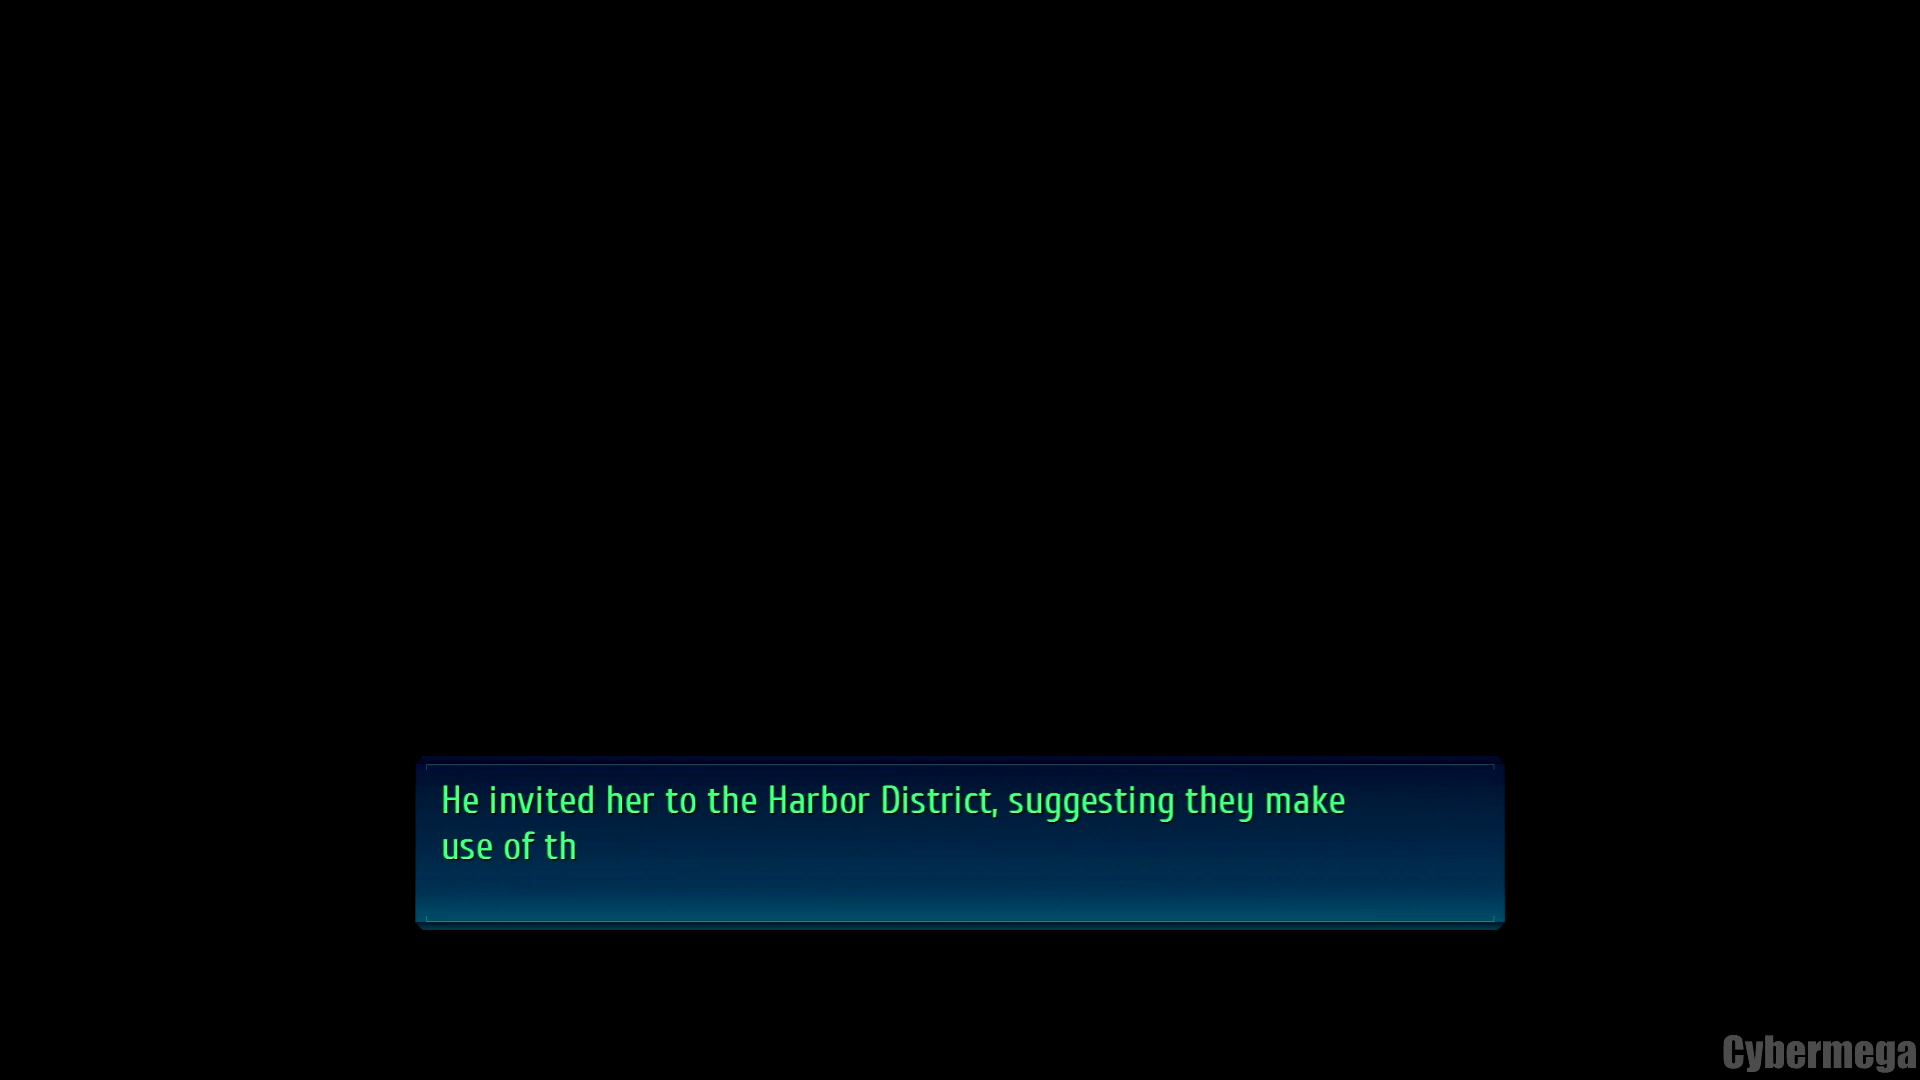 He invited her to the Harbor District, suggesting they make
use of th
Cybermega